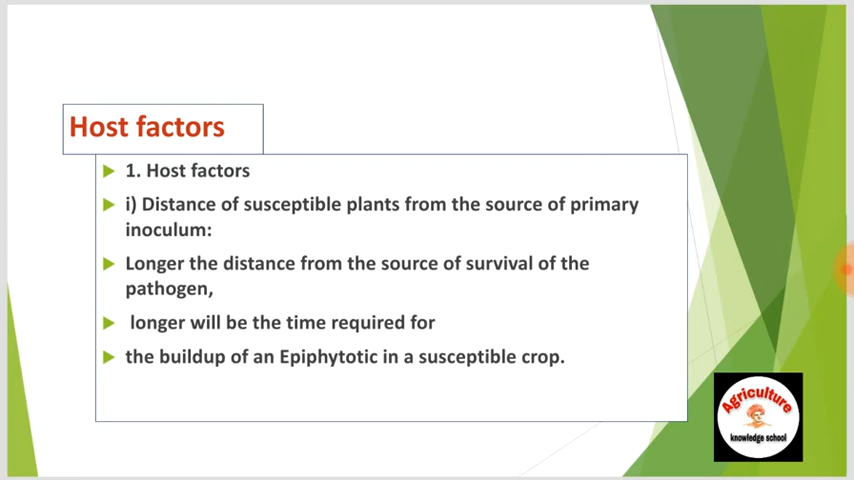 Host factors
1. Host factors
i) Distance of susceptible plants from the source of primary
inoculum:
Longer the distance from the source of survival of the
pathogen,
longer will be the time required for
the buildup of an Epiphytotic in a susceptible crop.
Agriculture
knowledge school